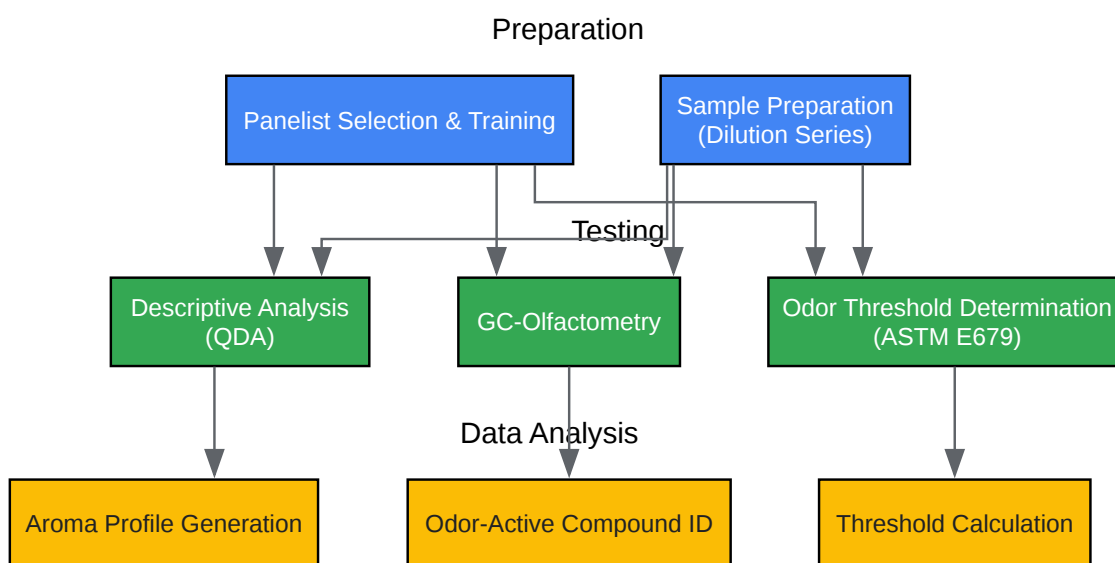 Preparation
Panelist Selection & Training
Sample Preparation
(Dilution Series)
Testing
Descriptive Analysis
(QDA)
GC-Olfactometry
Odor Threshold Determination
(ASTM E679)
Data Analysis
Aroma Profile Generation
Odor-Active Compound ID
Threshold Calculation